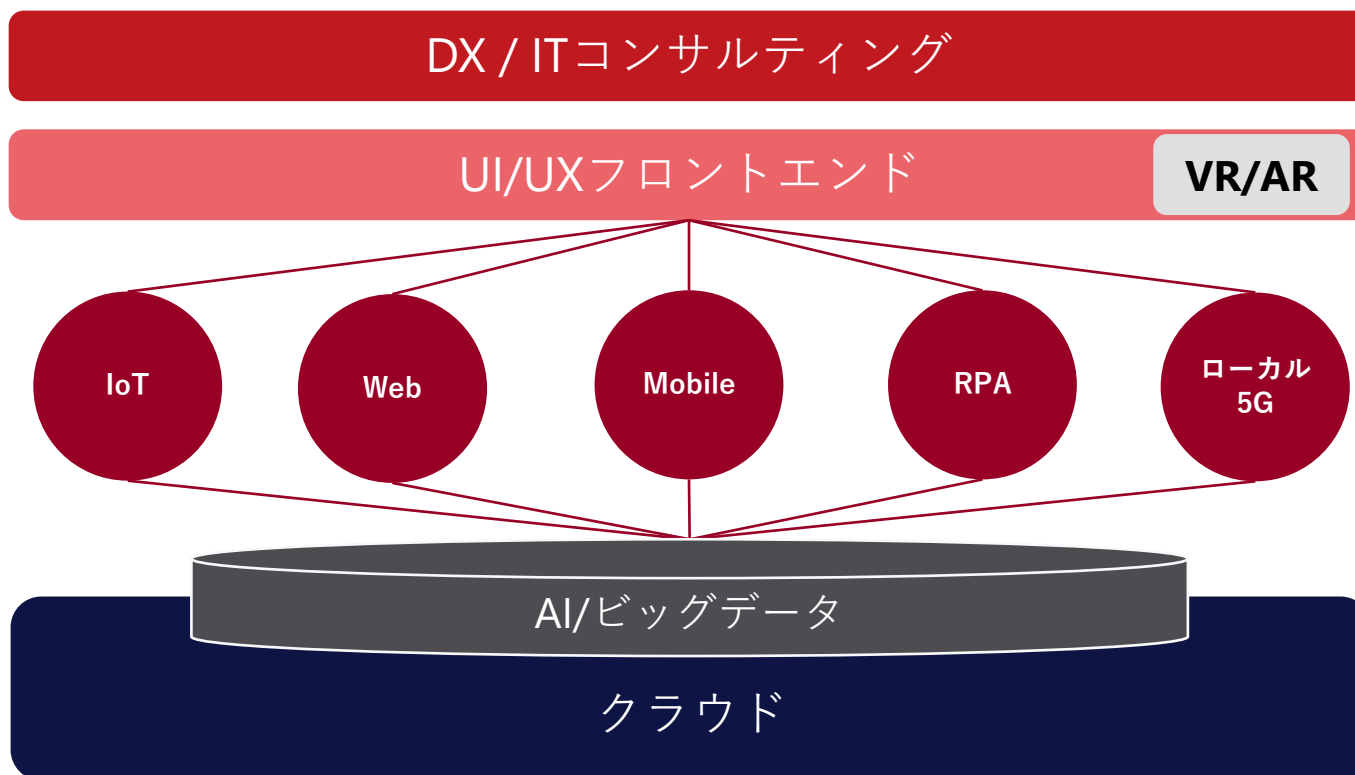 DX / ITコンサルティング
UI/UXフロントエンド
VR/AR
IoT
Web
Mobile
RPA
ローカル
5G
AI/ビッグデータ
クラウド